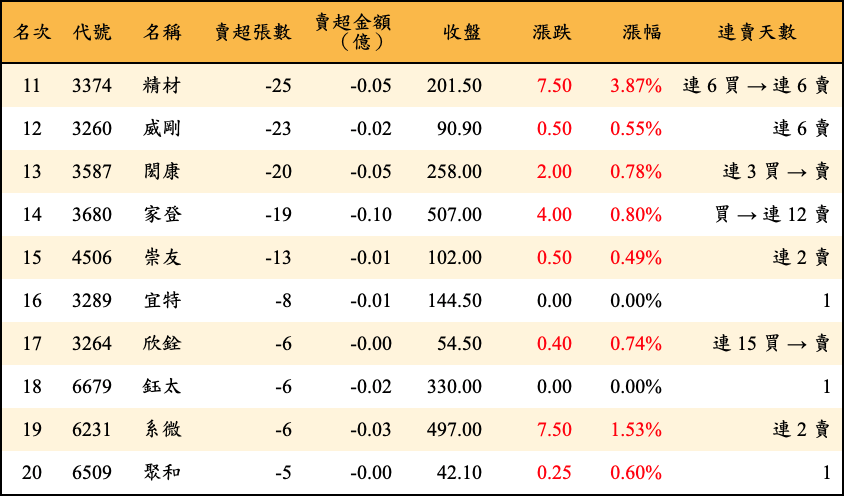 名次 代號 名稱 賣超張數 賣超金額（億） 收盤 漲跌 漲幅 連賣天數
11 3374 精材 -25 -0.05 201.50 7.50 3.87% 連 6 買 → 連 6 賣
12 3260 威剛 -23 -0.02 90.90 0.50 0.55% 連 6 賣
13 3587 閎康 -20 -0.05 258.00 2.00 0.78% 連 3 買 → 賣
14 3680 家登 -19 -0.10 507.00 4.00 0.80% 買 → 連 12 賣
15 4506 崇友 -13 -0.01 102.00 0.50 0.49% 連 2 賣
16 3289 宜特 -8 -0.01 144.50 0.00 0.00% 1
17 3264 欣銓 -6 -0.00 54.50 0.40 0.74% 連 15 買 → 賣
18 6679 鈺太 -6 -0.02 330.00 0.00 0.00% 1
19 6231 系微 -6 -0.03 497.00 7.50 1.53% 連 2 賣
20 6509 聚和 -5 -0.00 42.10 0.25 0.60% 1